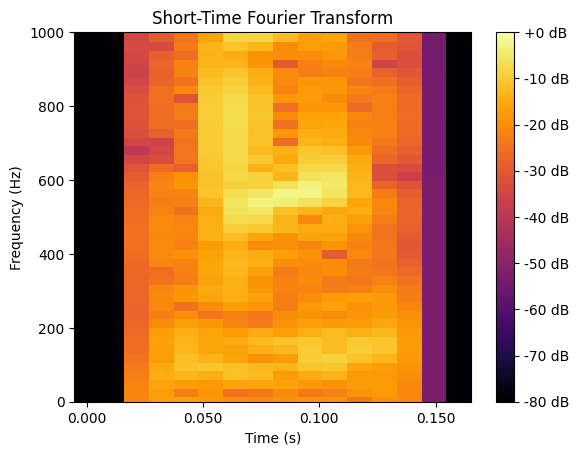 Short-Time Fourier Transform
1000
800
600
400
200
0
Frequency (Hz)
0.000
0.050
0.100
0.150
Time (s)
+0 dB
-10 dB
-20 dB
-30 dB
-40 dB
-50 dB
-60 dB
-70 dB
-80 dB